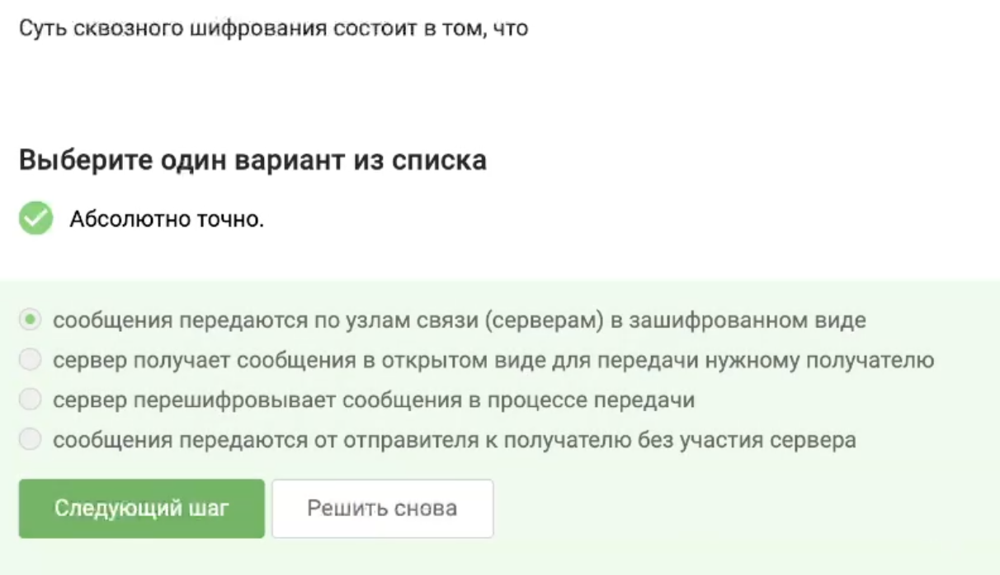 Суть сквозного шифрования состоит в том, что
Выберите один вариант из списка
Абсолютно точно.
сообщения передаются по узлам связи (серверам) в зашифрованном виде
сервер получает сообщения в открытом виде для передачи нужному получателю
сервер перешифровывает сообщения в процессе передачи
сообщения передаются от отправителя к получателю без участия сервера
Следующий шаг
Решить снова